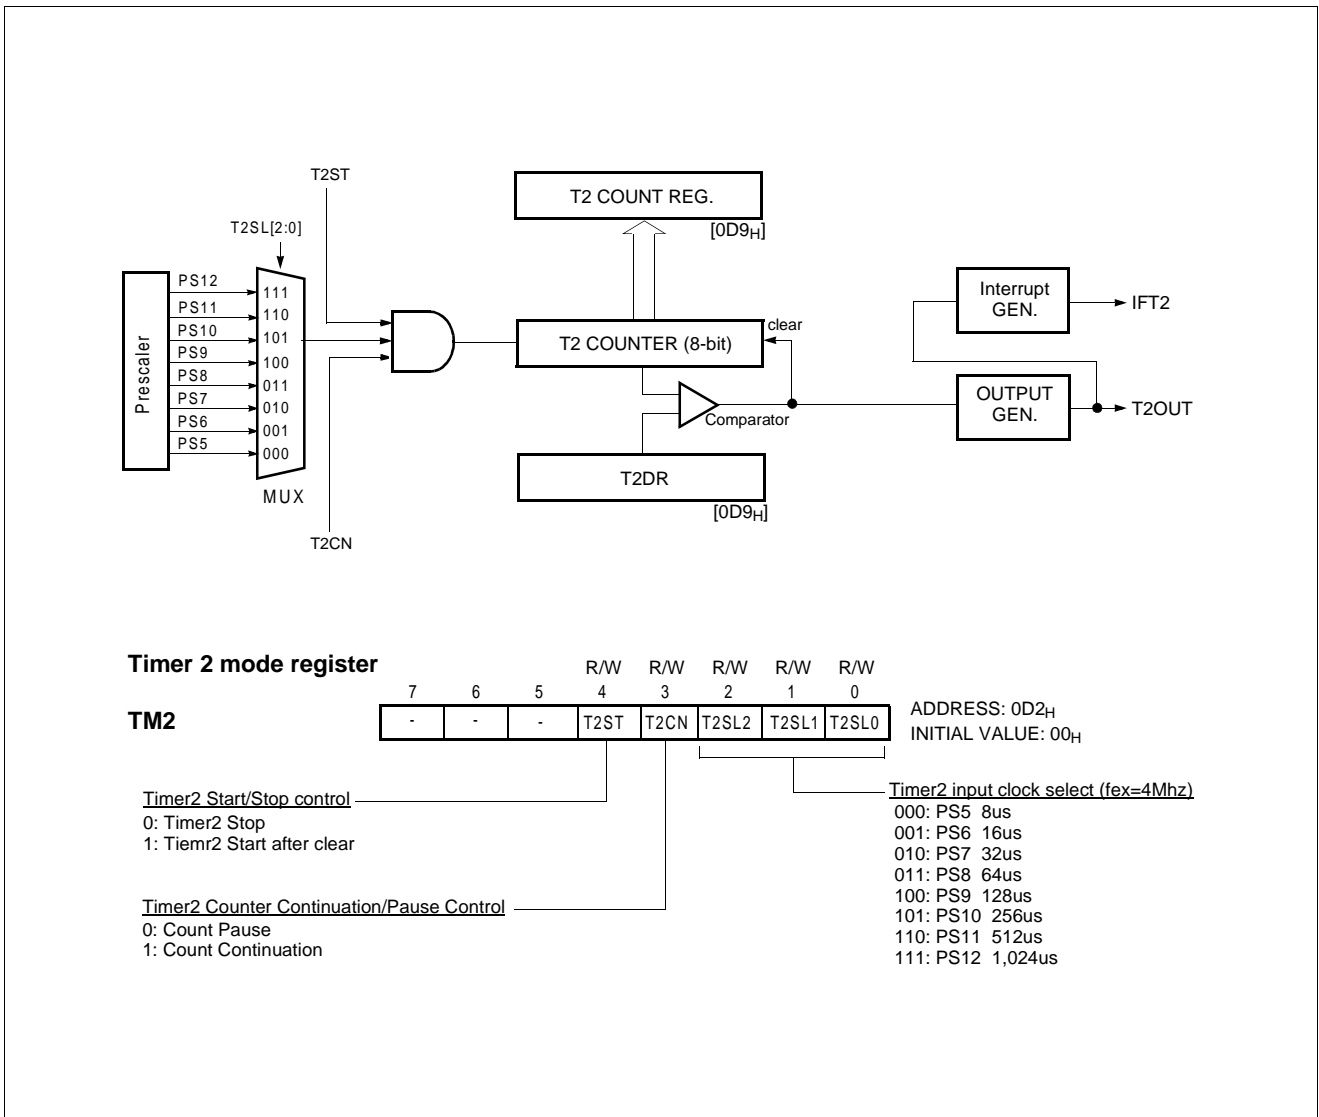 T2ST
T2 COUNT REG.
[0D9H]
T2SL[2:0]
Prescaler
PS12
PS11
PS10
PS9
PS8
PS7
PS6
PS5
111
110
101
100
011
010
001
000
MUX
T2CN
T2 COUNTER (8-bit)
clear
Comparator
T2DR
[0D9H]
Interrupt
GEN.
IFT2
OUTPUT
GEN.
T2OUT
Timer 2 mode register
R/W R/W R/W R/W R/W
7 6 5 4 3 2 1 0
TM2
- - - T2ST T2CN T2SL2 T2SL1 T2SL0
ADDRESS: 0D2H
INITIAL VALUE: 00H
Timer2 Start/Stop control
0: Timer2 Stop
1: Tiemr2 Start after clear
Timer2 Counter Continuation/Pause Control
0: Count Pause
1: Count Continuation
Timer2 input clock select (fex=4Mhz)
000: PS5 8us
001: PS6 16us
010: PS7 32us
011: PS8 64us
100: PS9 128us
101: PS10 256us
110: PS11 512us
111: PS12 1,024us